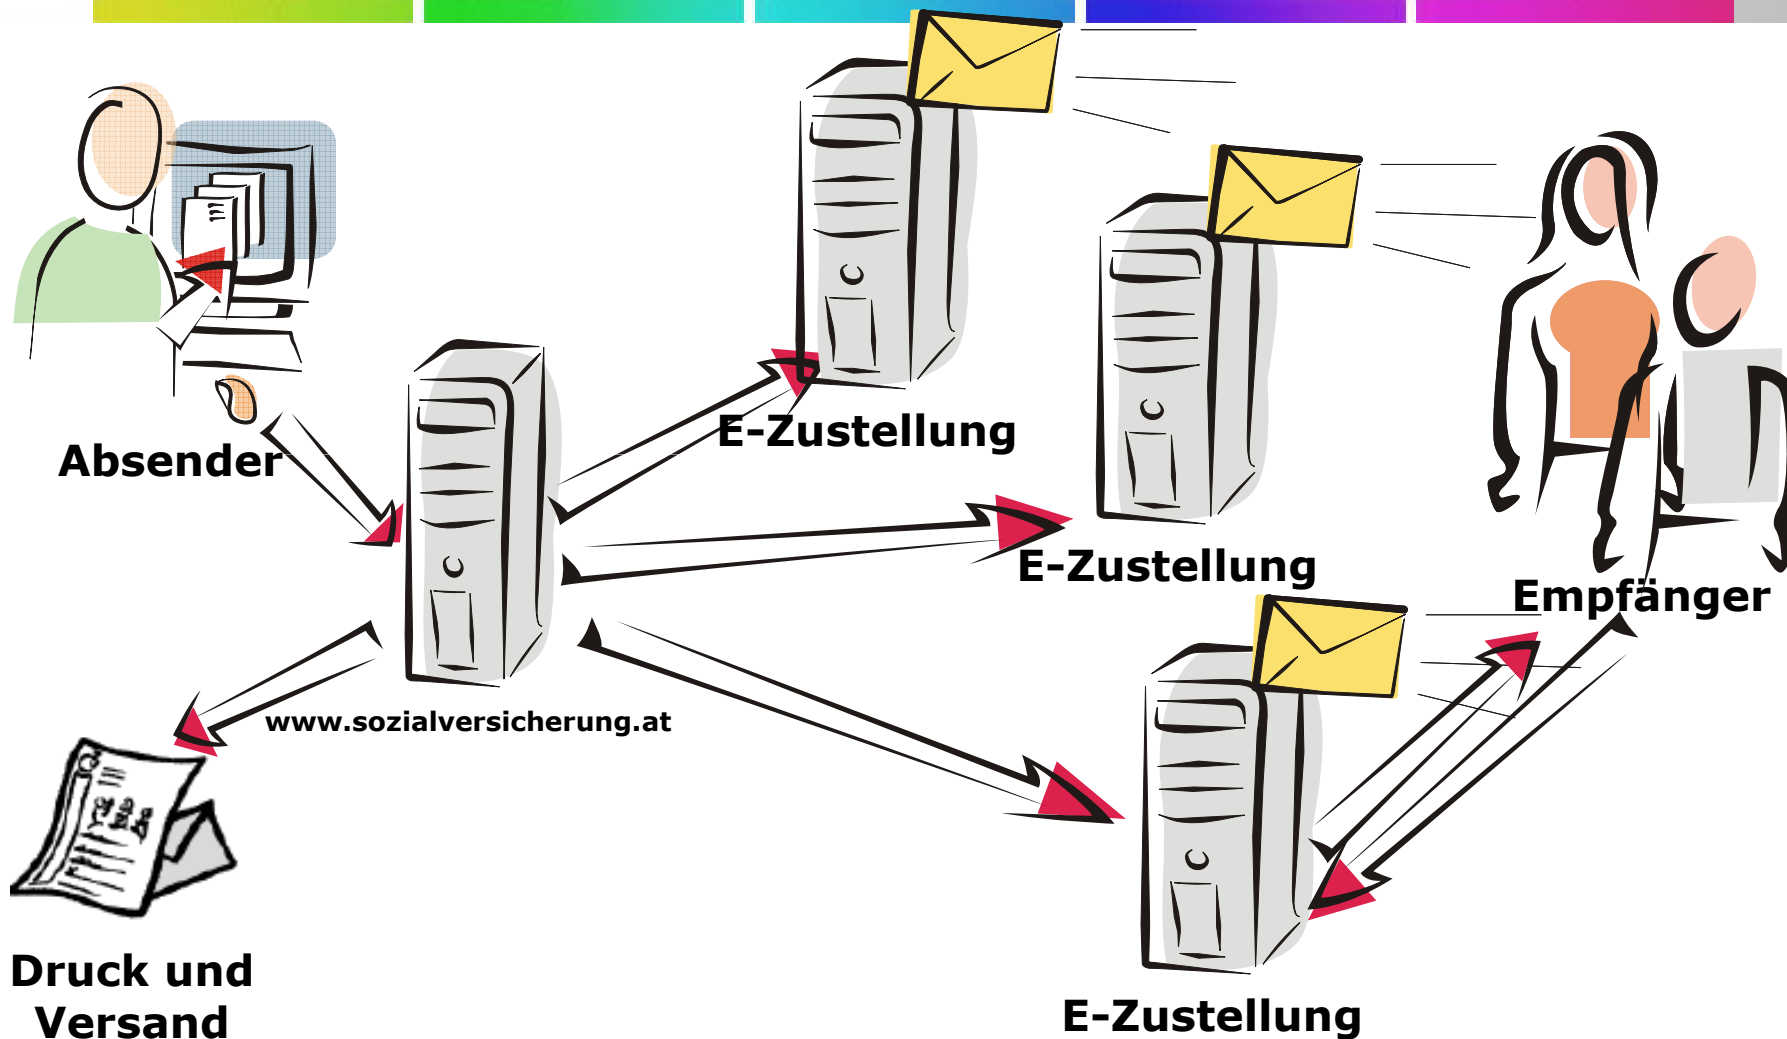 E-Zustellung
Absender
E-Zustellung
Empfänger
www.sozialversicherung.at
Druck und
Versand
E-Zustellung